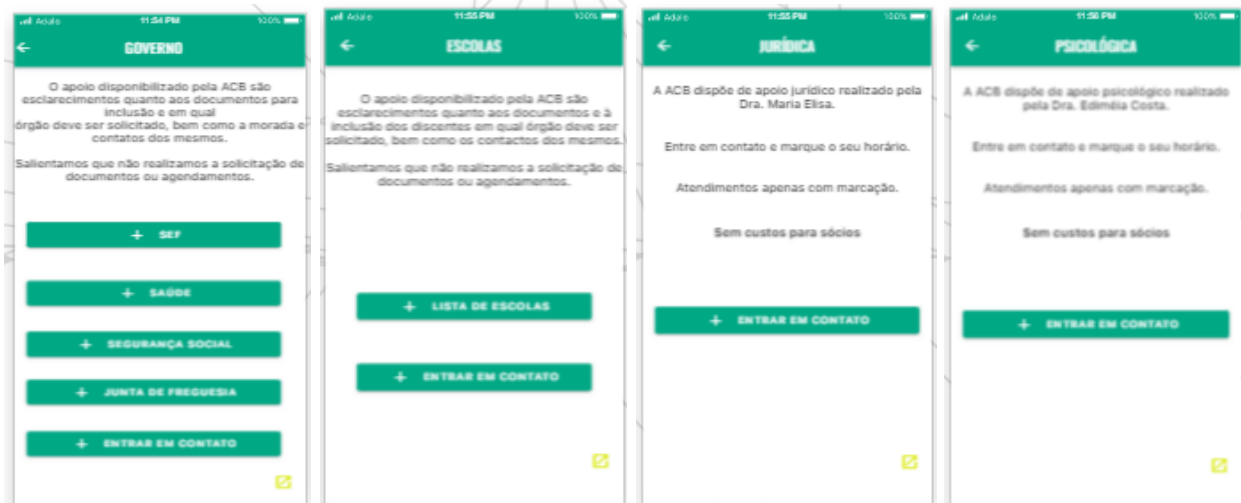 Adalo 11:54 PM 100%
GOVERNO
O apoio disponibilizado pela ACB são
esclarecimentos quanto aos documentos para
inclusão e em qual
órgão deve ser solicitado, bem como a morada e
contatos dos mesmos.
Salientamos que não realizamos a solicitação de
documentos ou agendamentos.
+ SEF
+ SAÚDE
+ SEGURANÇA SOCIAL
+ JUNTA DE FREGUESIA
+ ENTRAR EM CONTATO
Adalo 11:55 PM 100%
ESCOLAS
O apoio disponibilizado pela ACB são
esclarecimentos quanto aos documentos e à
inclusão dos discentes em qual órgão deve ser
solicitado, bem como os contactos dos mesmos.
Salientamos que não realizamos a solicitação de
documentos ou agendamentos.
+ LISTA DE ESCOLAS
+ ENTRAR EM CONTATO
Adalo 11:55 PM 100%
JURÍDICA
A ACB dispõe de apoio jurídico realizado pela
Dra. Maria Elisa.
Entre em contato e marque o seu horário.
Atendimentos apenas com marcação.
Sem custos para sócios
+ ENTRAR EM CONTATO
Adalo 11:56 PM 100%
PSICOLÓGICA
A ACB dispõe de apoio psicológico realizado
pela Dra. Ediméia Costa.
Entre em contato e marque o seu horário.
Atendimentos apenas com marcação.
Sem custos para sócios
+ ENTRAR EM CONTATO